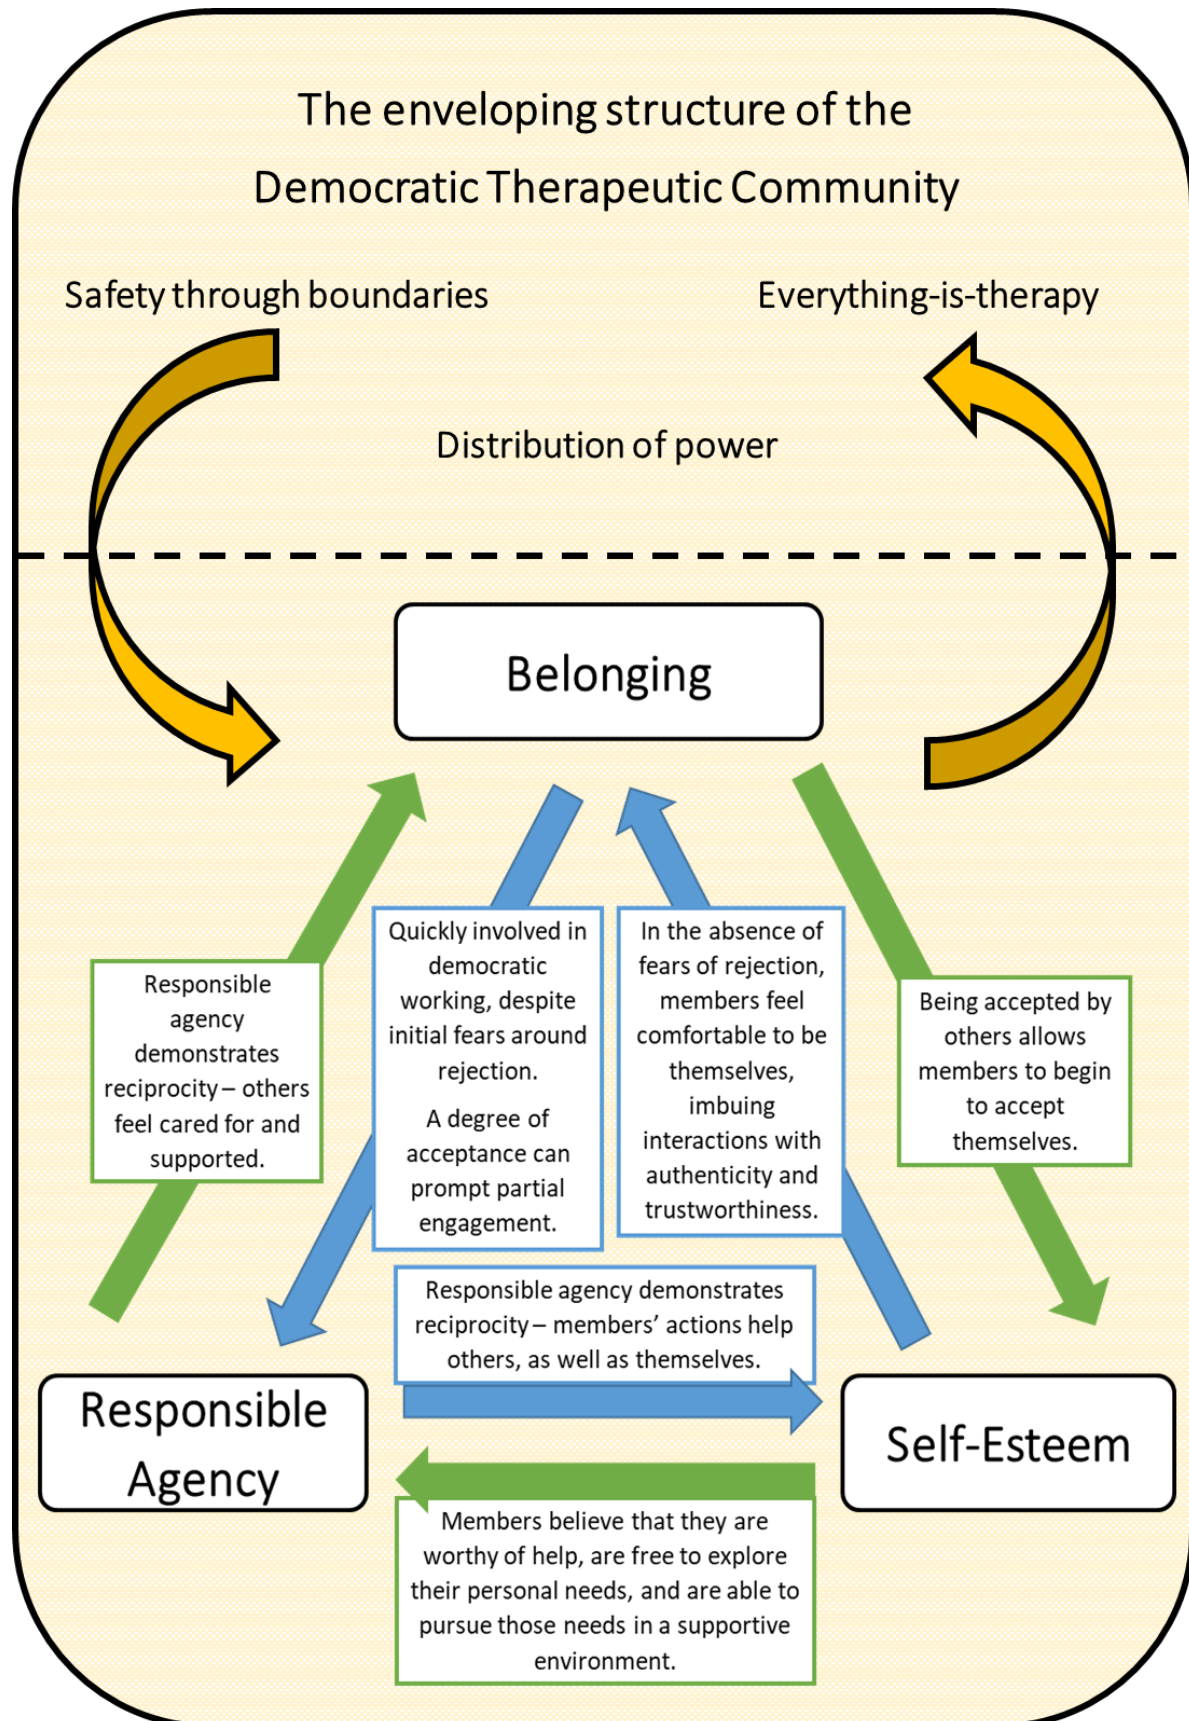 The enveloping structure of the
Democratic Therapeutic Community
Safety through boundaries
Everything-is-therapy
Distribution of power
Belonging
Responsible
agency
demonstrates
reciprocity – others
feel cared for and
supported.
Quickly involved in
democratic
working, despite
initial fears around
rejection.
A degree of
acceptance can
prompt partial
engagement.
In the absence of
fears of rejection,
members feel
comfortable to be
themselves,
imbuing
interactions with
authenticity and
trustworthiness.
Being accepted by
others allows
members to begin
to accept
themselves.
Responsible agency demonstrates
reciprocity – members’ actions help
others, as well as themselves.
Responsible
Agency
Self-Esteem
Members believe that they are
worthy of help, are free to explore
their personal needs, and are able to
pursue those needs in a supportive
environment.